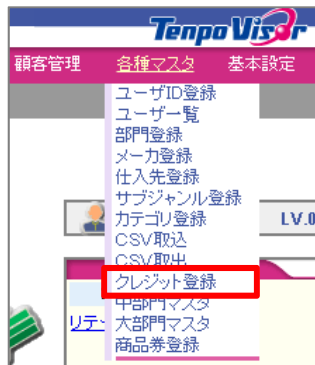 Tenpo Visor
顧客管理 各種マスタ 基本設定
ユーザID登録
ユーザ一覧
部門登録
メーカ登録
仕入先登録
サブジャンル登録
カテゴリ登録
LV.0
CSV取込
CSV取出
クレジット登録
中部門マスタ
リテ
大部門マスタ
商品券登録